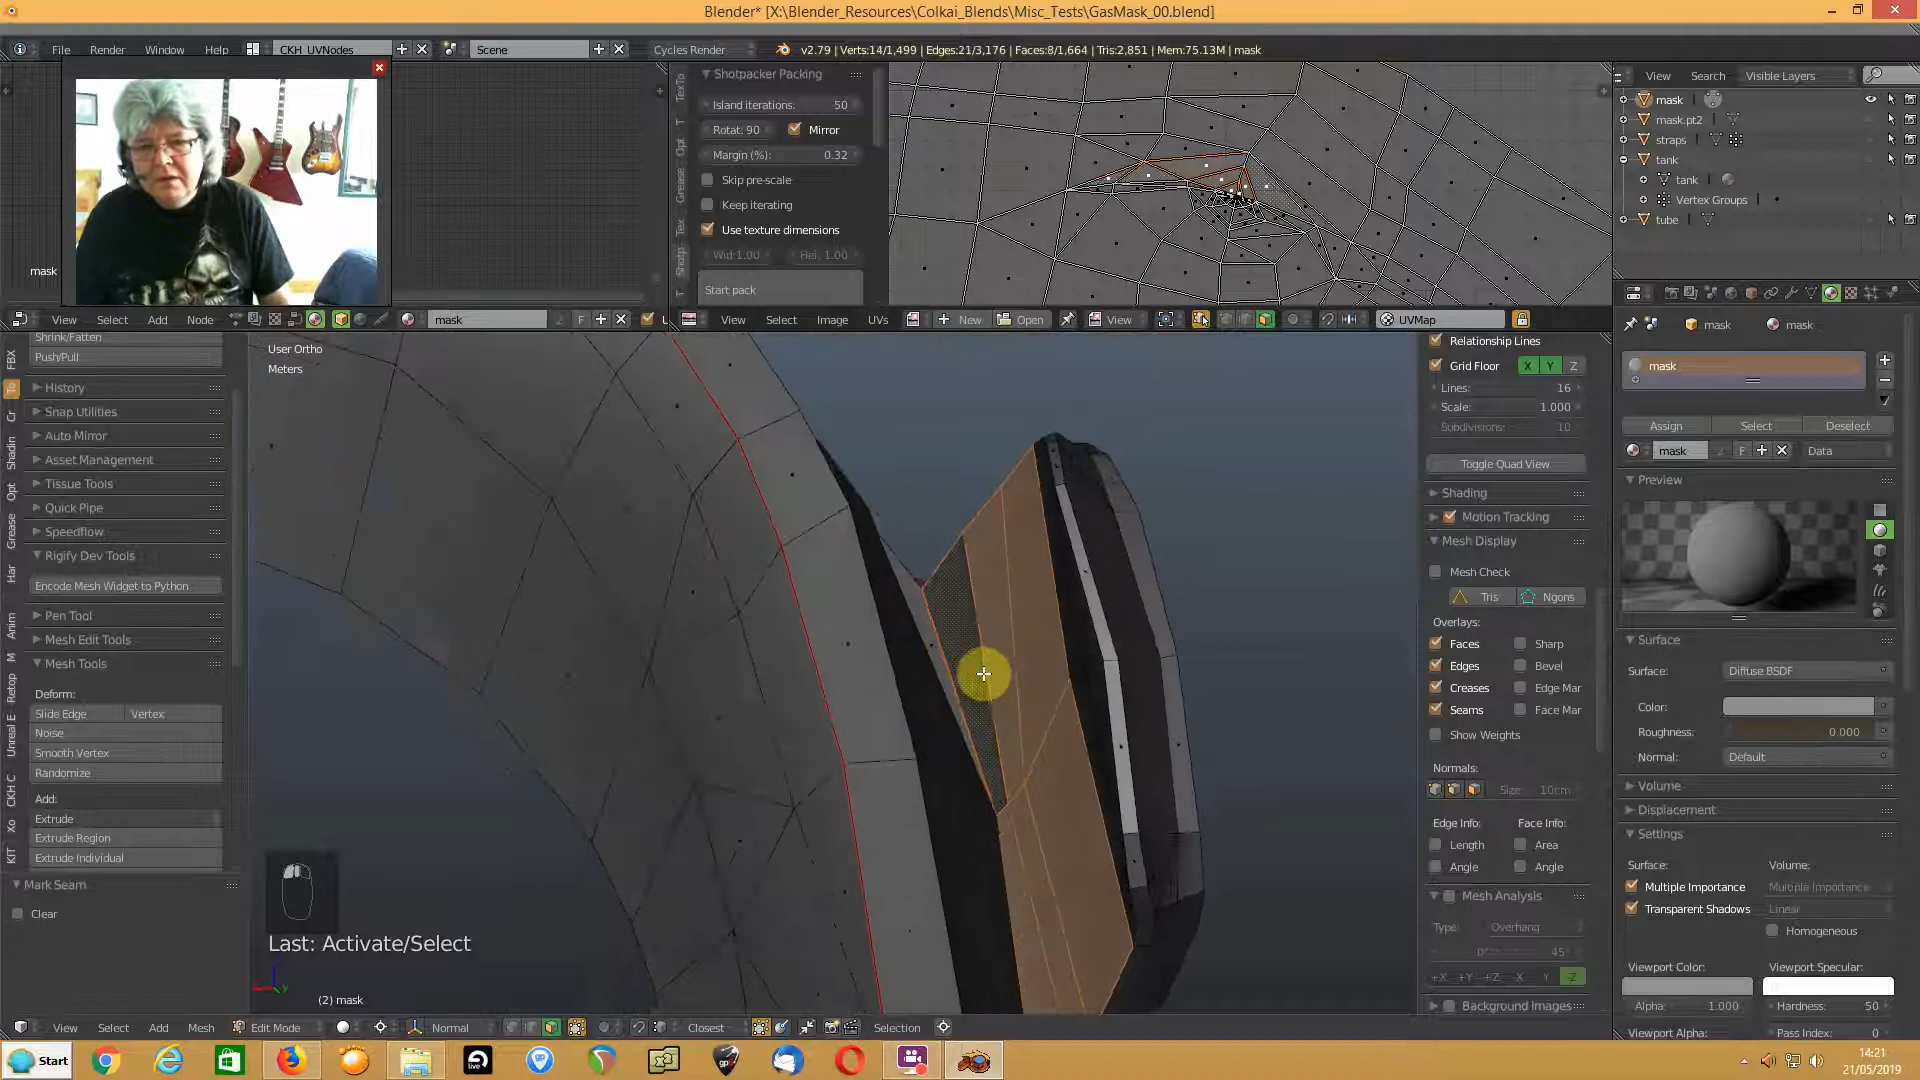 Blender* [X:\Blender_Resources\Colkai_Blends\Misc_Tests\GasMask_00.blend]
File Render Window Help CKH_UVNodes Scene Cycles Render v2.79 | Verts:14/1,499 | Edges:21/3,176 | Faces:8/1,664 | Tris:2,851 | Mem:75.13M | mask
mask
View Select Add Node mask F
Shotpacker Packing
Island iterations: 50
Rotat: 90 Mirror
Margin (%): 0.32
Skip pre-scale
Keep iterating
Use texture dimensions
Wid:1.00 Hei: 1.00
Start pack
View Select Image UVs New Open View UVMap
View Search Visible Layers
mask
mask.pt2
straps
tank
tank
Vertex Groups
tube
Shrink/Fatten
Push/Pull
History
Snap Utilities
Auto Mirror
Asset Management
Tissue Tools
Quick Pipe
Speedflow
Rigify Dev Tools
Encode Mesh Widget to Python
Pen Tool
Mesh Edit Tools
Mesh Tools
Deform:
Slide Edge Vertex
Noise
Smooth Vertex
Randomize
Add:
Extrude
Extrude Region
Extrude Individual
Mark Seam
Clear
User Ortho
Meters
Last: Activate/Select
(2) mask
View Select Add Mesh Edit Mode Normal Closest Selection
Relationship Lines
Grid Floor X Y Z
Lines: 16
Scale: 1.000
Subdivisions: 10
Toggle Quad View
Shading
Motion Tracking
Mesh Display
Mesh Check
Tris Ngons
Overlays:
Faces Sharp
Edges Bevel
Creases Edge Mar
Seams Face Mar
Show Weights
Normals:
Size: 10cm
Edge Info: Face Info:
Length Area
Angle Angle
Mesh Analysis
Type: Overhang
0° 45°
+X +Y +Z -X -Y -Z
Background Images
mask mask
mask
Assign Select Deselect
mask 2 F Data
Preview
Surface
Surface: Diffuse BSDF
Color:
Roughness: 0.000
Normal: Default
Volume
Displacement
Settings
Surface: Volume:
Multiple Importance Multiple Importance
Transparent Shadows Linear
Homogeneous
Viewport Color: Viewport Specular:
Alpha: 1.000 Hardness: 50
Viewport Alpha: Pass Index: 0
Start
14:21
21/05/2019